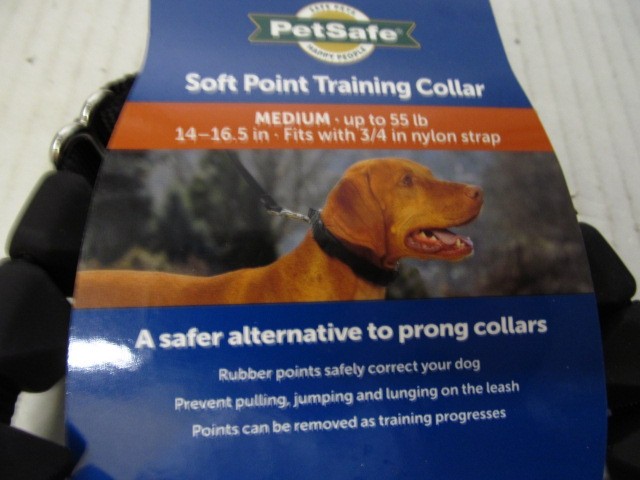 SAFE PETS
PetSafe®
HAPPY PEOPLE
Soft Point Training Collar
MEDIUM · up to 55 lb
14–16.5 in · Fits with 3/4 in nylon strap
A safer alternative to prong collars
Rubber points safely correct your dog
Prevent pulling, jumping and lunging on the leash
Points can be removed as training progresses